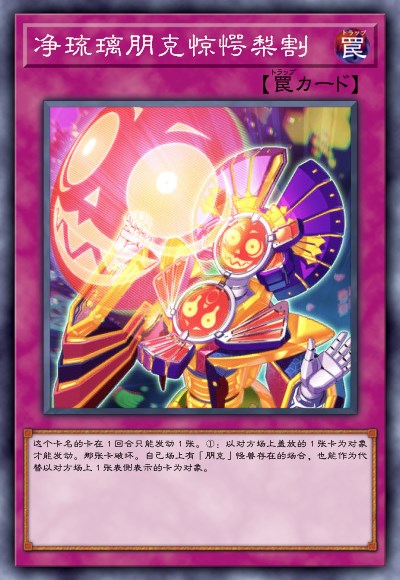 净琉璃朋克惊愕梨割
トラップ
罠
トラップ
【罠カード】
这个卡名的卡在1回合只能发动1张。①：以对方场上盖放的1张卡为对象
才能发动。那张卡破坏。自己场上有「朋克」怪兽存在的场合，也能作为代
替以对方场上1张表侧表示的卡为对象。